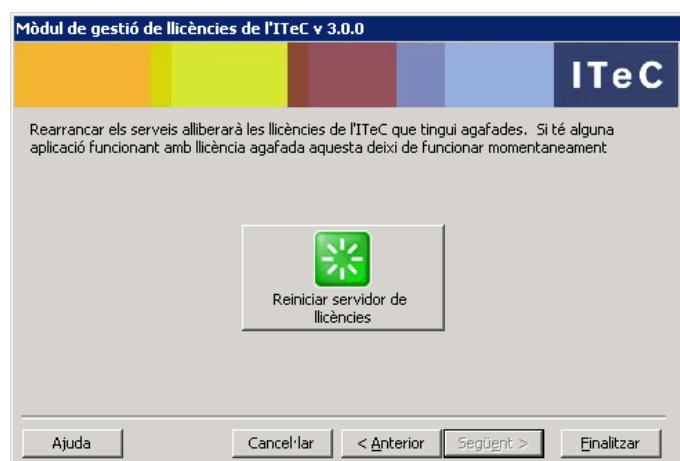 Mòdul de gestió de llicències de l'ITeC v 3.0.0
ITeC
Rearrancar els serveis alliberarà les llicències de l'ITeC que tingui agafades. Si té alguna
aplicació funcionant amb llicència agafada aquesta deixi de funcionar momentaneament
Reiniciar servidor de
llicències
Ajuda
Cancel·lar
< Anterior
Següent >
Finalitzar